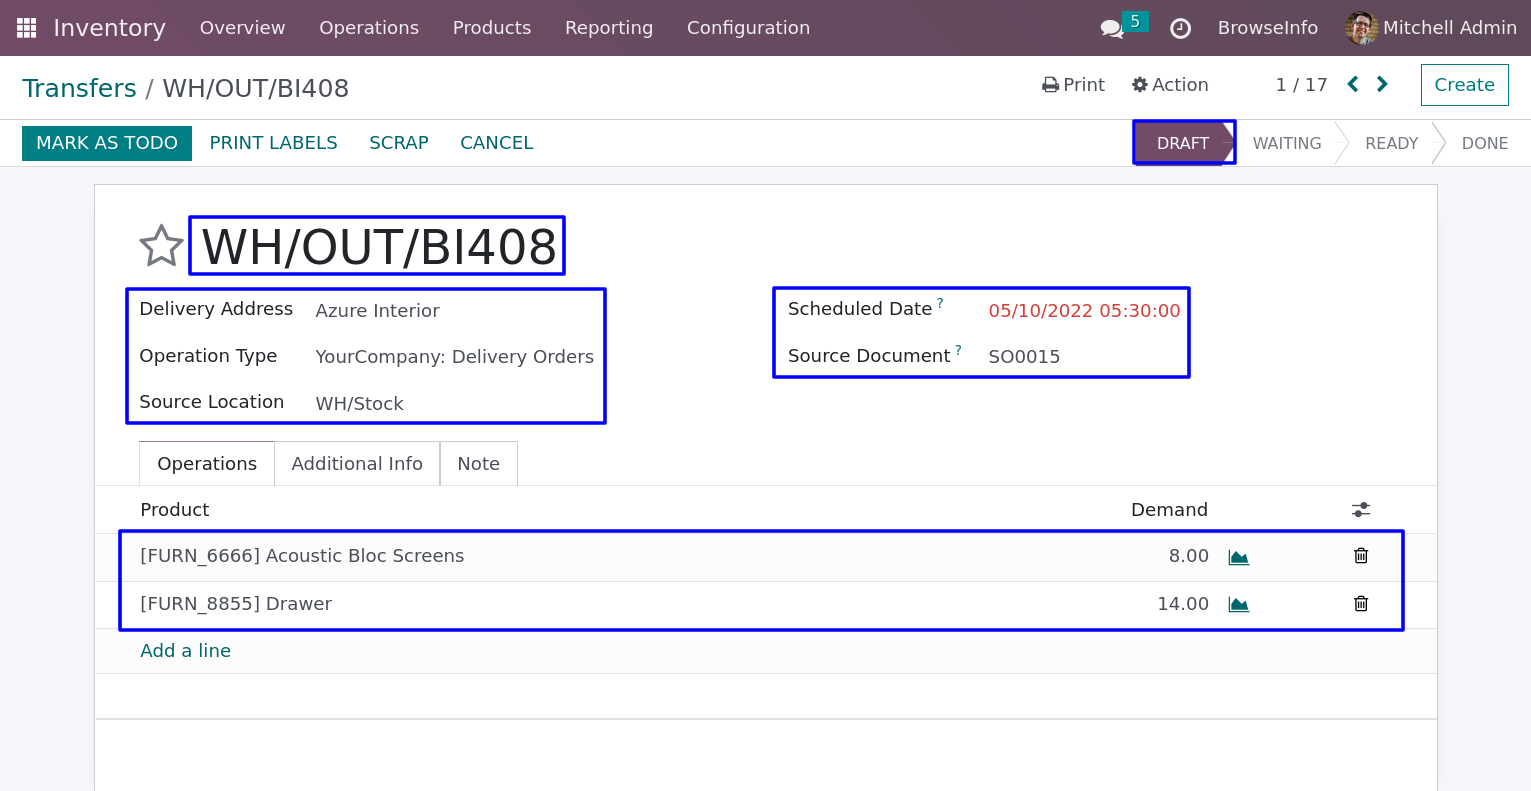 Inventory Overview Operations Products Reporting Configuration 5 BrowseInfo Mitchell Admin
Transfers / WH/OUT/BI408 Print Action 1 / 17 Create
MARK AS TODO PRINT LABELS SCRAP CANCEL DRAFT WAITING READY DONE
WH/OUT/BI408
Delivery Address Azure Interior Scheduled Date ? 05/10/2022 05:30:00
Operation Type YourCompany: Delivery Orders Source Document ? SO0015
Source Location WH/Stock
Operations Additional Info Note
Product Demand
[FURN_6666] Acoustic Bloc Screens 8.00
[FURN_8855] Drawer 14.00
Add a line